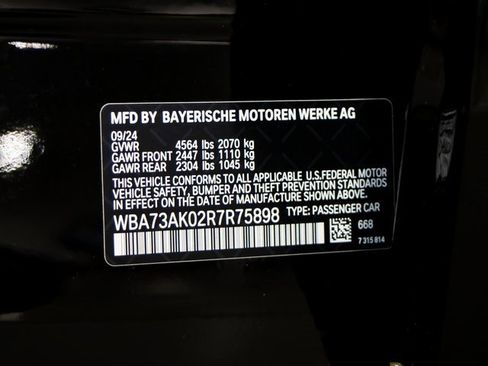 MFD BY BAYERISCHE MOTOREN WERKE AG
09/24
GVWR 4564 lbs 2070 kg
GAWR FRONT 2447 lbs 1110 kg
GAWR REAR 2304 lbs 1045 kg
THIS VEHICLE CONFORMS TO ALL APPLICABLE U.S.FEDERAL MOTOR
VEHICLE SAFETY, BUMPER AND THEFT PREVENTION STANDARDS
IN EFFECT ON THE DATE OF MANUFACTURE SHOWN ABOVE.
WBA73AK02R7R75898 TYPE: PASSENGER CAR
668
7 315 814